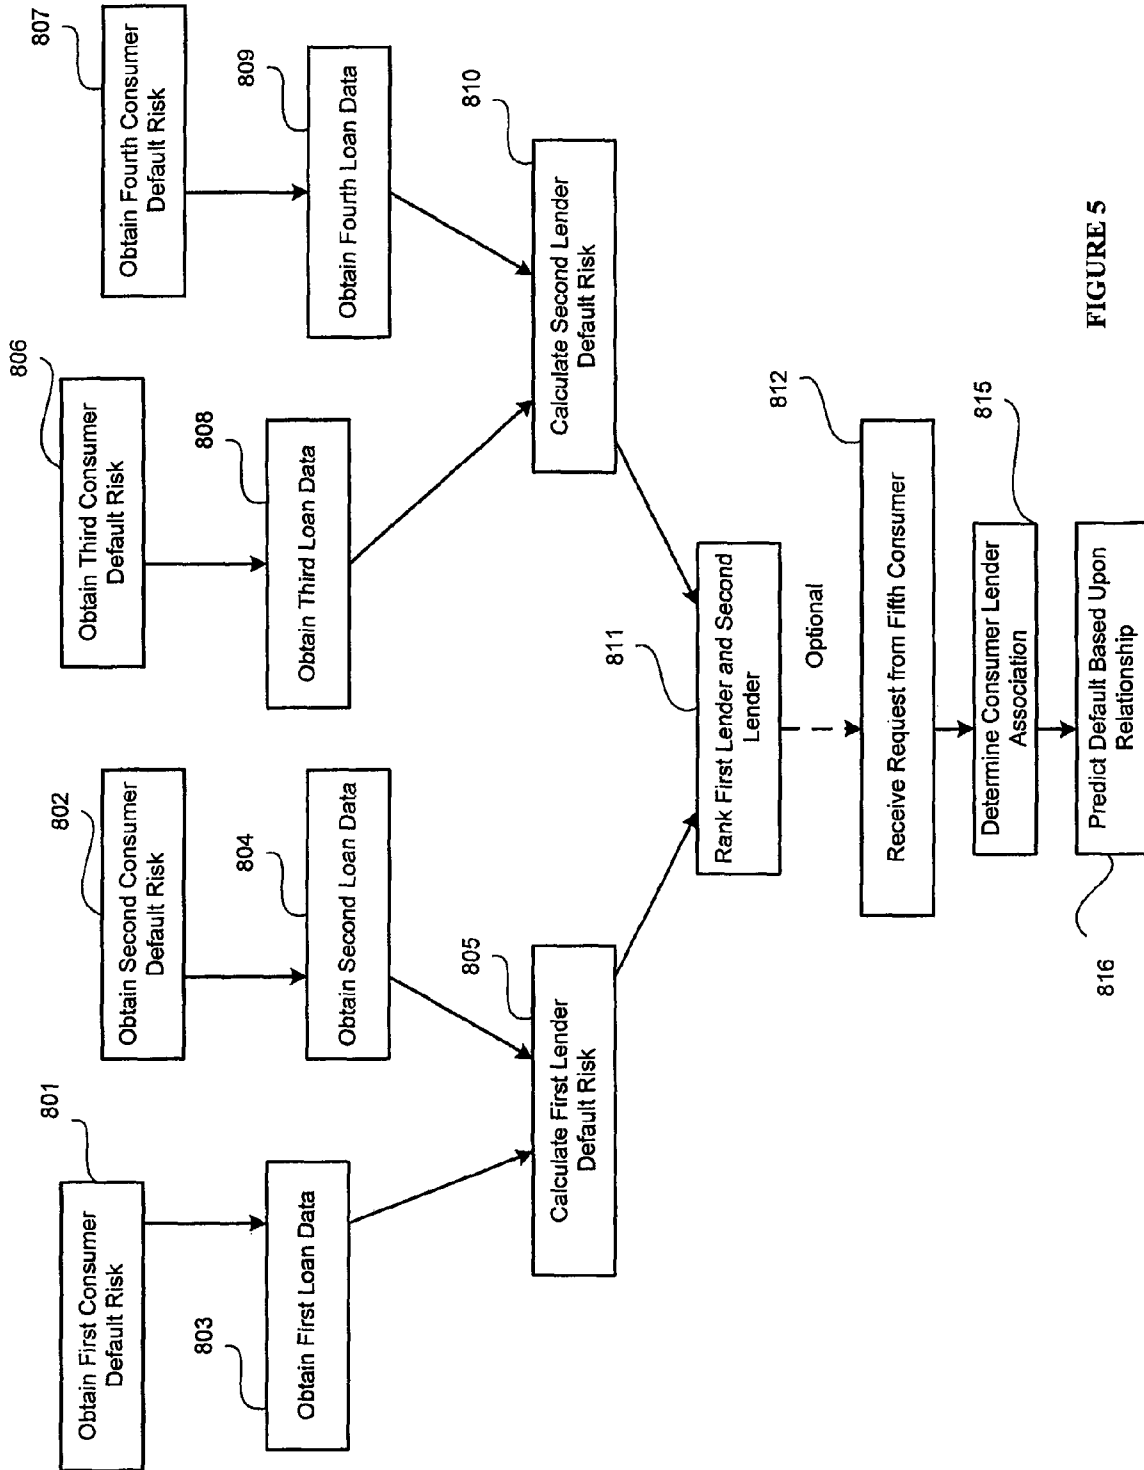 801
Obtain First Consumer
Default Risk
802
Obtain Second Consumer
Default Risk
806
Obtain Third Consumer
Default Risk
807
Obtain Fourth Consumer
Default Risk
803
Obtain First Loan Data
804
Obtain Second Loan Data
808
Obtain Third Loan Data
809
Obtain Fourth Loan Data
805
Calculate First Lender
Default Risk
810
Calculate Second Lender
Default Risk
811
Rank First Lender and Second
Lender
Optional
812
Receive Request from Fifth Consumer
815
Determine Consumer Lender
Association
816
Predict Default Based Upon
Relationship
FIGURE 5